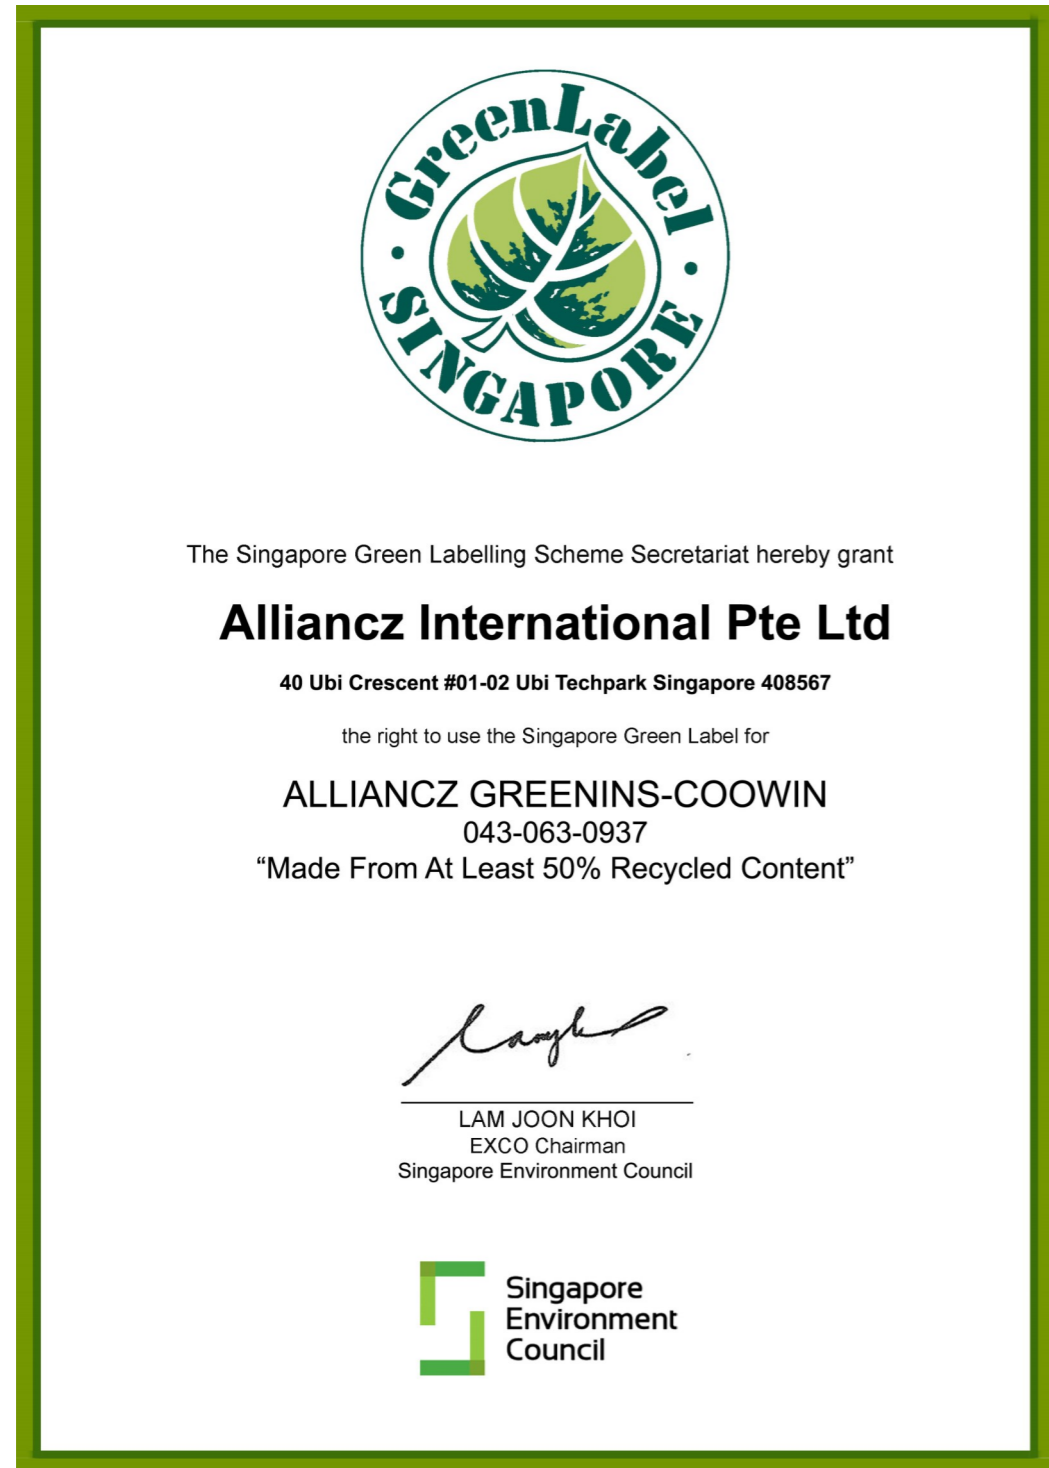 GreenLabel
SINGAPORE
The Singapore Green Labelling Scheme Secretariat hereby grant
Alliancz International Pte Ltd
40 Ubi Crescent #01-02 Ubi Techpark Singapore 408567
the right to use the Singapore Green Label for
ALLIANCZ GREENINS-COOWIN
043-063-0937
“Made From At Least 50% Recycled Content”
LAM JOON KHOI
EXCO Chairman
Singapore Environment Council
Singapore
Environment
Council